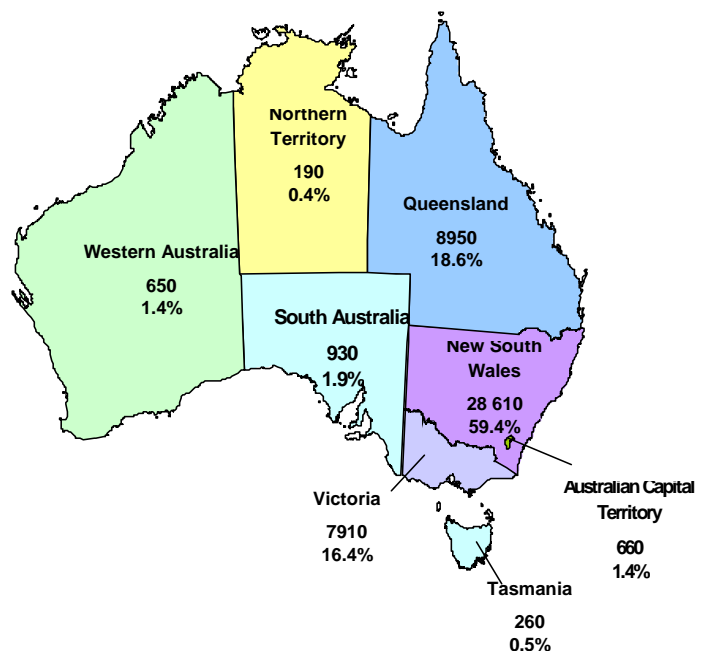 Northern
Territory
190
0.4%
Queensland
8950
18.6%
Western Australia
650
1.4%
South Australia
930
1.9%
New South
Wales
28 610
59.4%
Victoria
7910
16.4%
Australian Capital
Territory
660
1.4%
Tasmania
260
0.5%